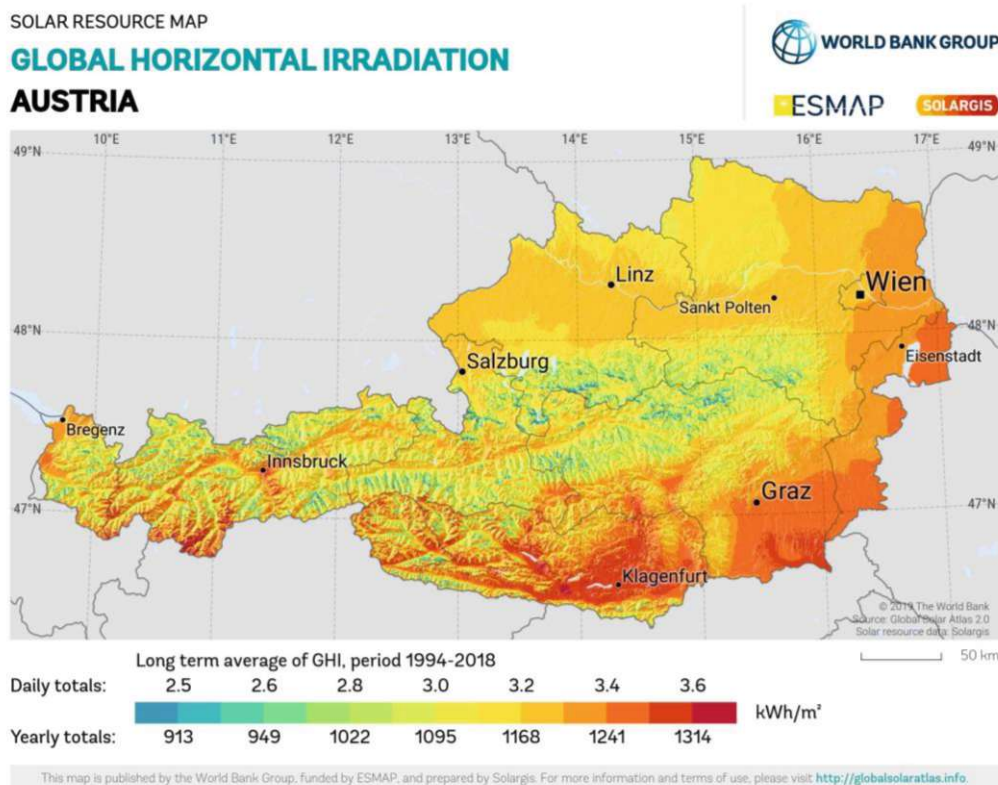 SOLAR RESOURCE MAP
GLOBAL HORIZONTAL IRRADIATION
AUSTRIA
WORLD BANK GROUP
ESMAP SOLARGIS
10°E 11°E 12°E 13°E 14°E 15°E 16°E 17°E
49°N 49°N
Linz
Wien
Sankt Polten
48°N 48°N
Eisenstadt
Salzburg
Bregenz
Innsbruck
Graz
47°N 47°N
Klagenfurt
© 2019 The World Bank
Source: Global Solar Atlas 2.0
Solar resource data: Solargis
50 km
Long term average of GHI, period 1994-2018
Daily totals: 2.5 2.6 2.8 3.0 3.2 3.4 3.6
kWh/m²
Yearly totals: 913 949 1022 1095 1168 1241 1314
This map is published by the World Bank Group, funded by ESMAP, and prepared by Solargis. For more information and terms of use, please visit http://globalsolaratlas.info.